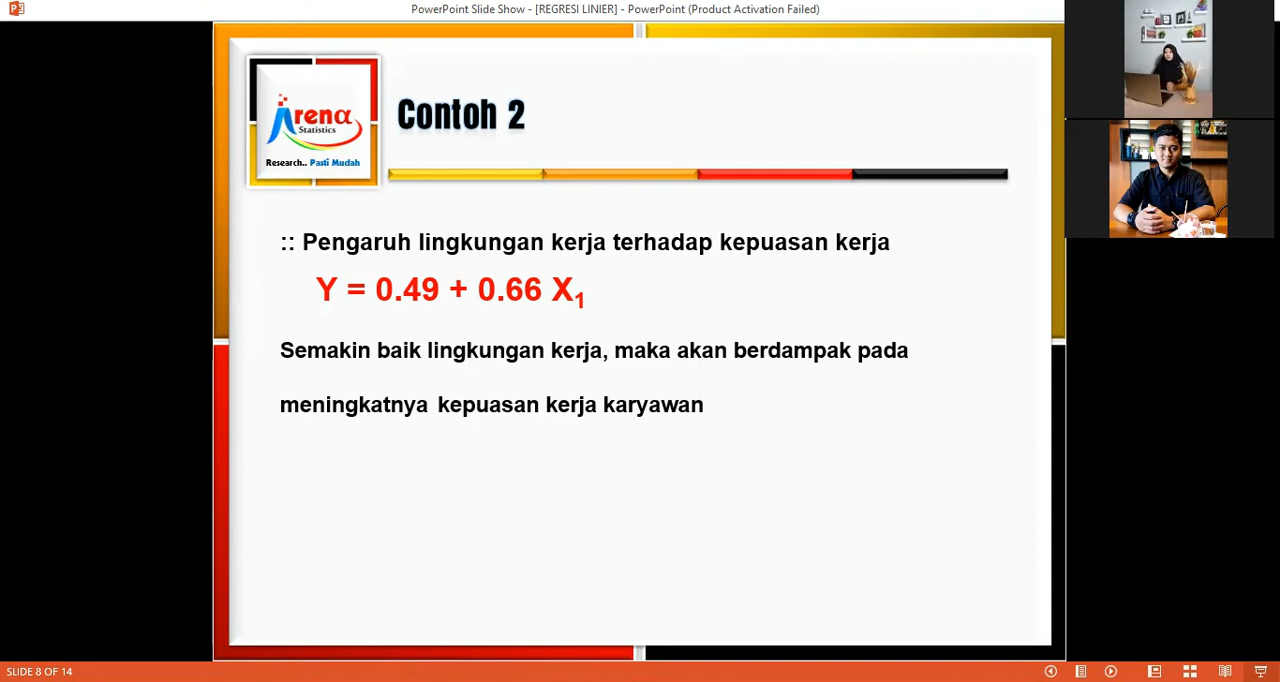 PowerPoint Slide Show - [REGRESI LINIER] - PowerPoint (Product Activation Failed)
Arena
Statistics
Research.. Pasti Mudah
Contoh 2
:: Pengaruh lingkungan kerja terhadap kepuasan kerja
Y = 0.49 + 0.66 X₁
Semakin baik lingkungan kerja, maka akan berdampak pada
meningkatnya kepuasan kerja karyawan
SLIDE 8 OF 14